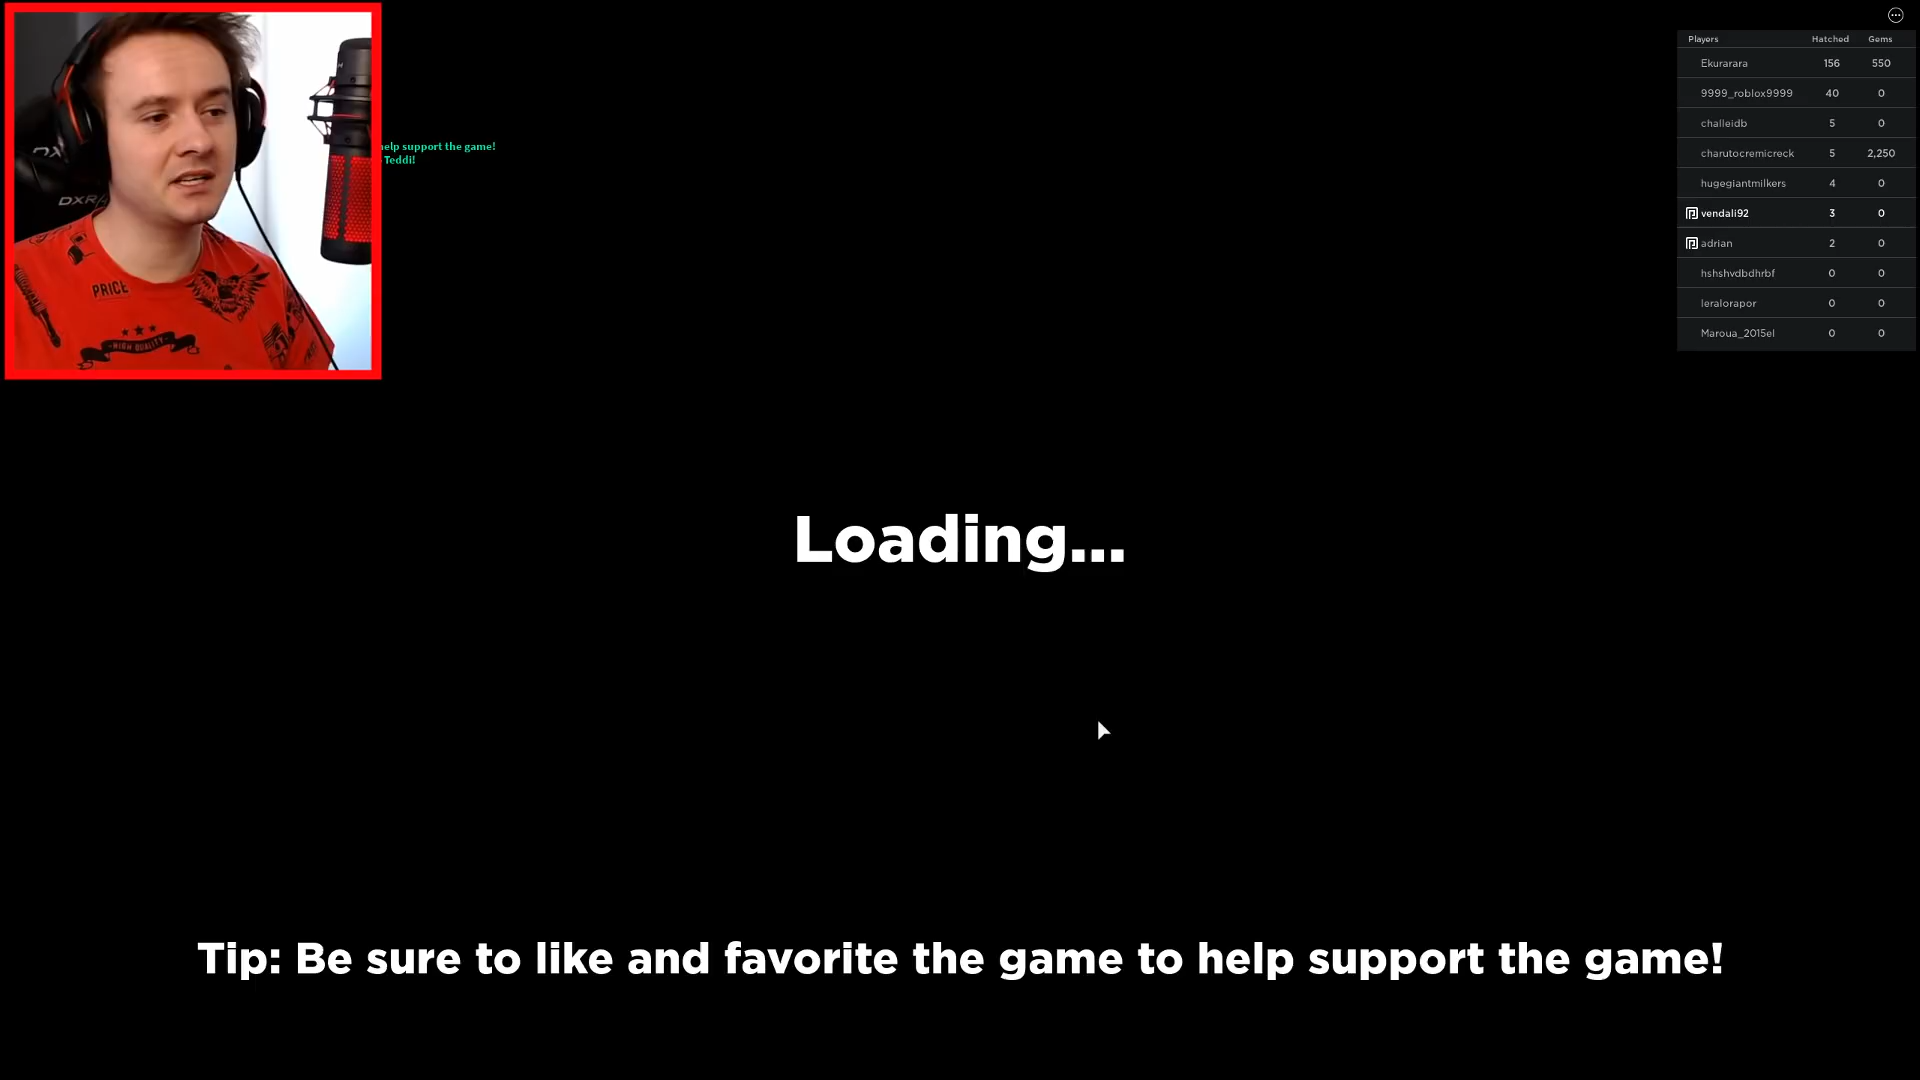 help support the game!
Teddi!
Players Hatched Gems
Ekurarara 156 550
9999_roblox9999 40 0
challeidb 5 0
charutocremicreck 5 2,250
hugegiantmilkers 4 0
vendali92 3 0
adrian 2 0
hshshvdbdhrbf 0 0
leralorapor 0 0
Maroua_2015el 0 0
PRICE
HIGH QUALITY
Loading...
Tip: Be sure to like and favorite the game to help support the game!